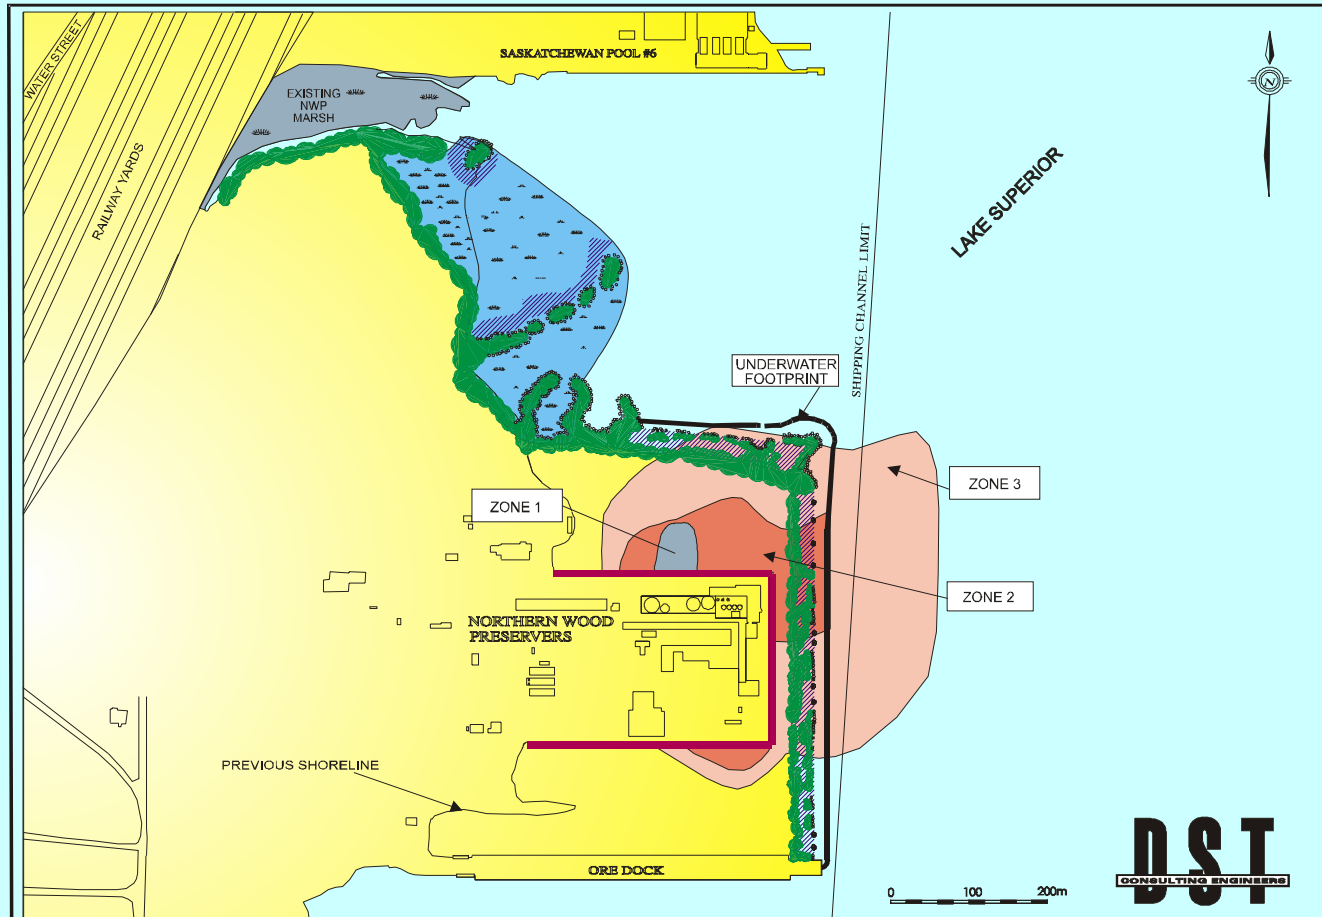 WATER STREET
SASKATCHEWAN POOL #6
EXISTING
NWP
MARSH
N
RAILWAY YARDS
LAKE SUPERIOR
SHIPPING CHANNEL LIMIT
UNDERWATER
FOOTPRINT
ZONE 3
ZONE 1
ZONE 2
NORTHERN WOOD
PRESERVERS
PREVIOUS SHORELINE
ORE DOCK
0 100 200m
DST
CONSULTING ENGINEERS